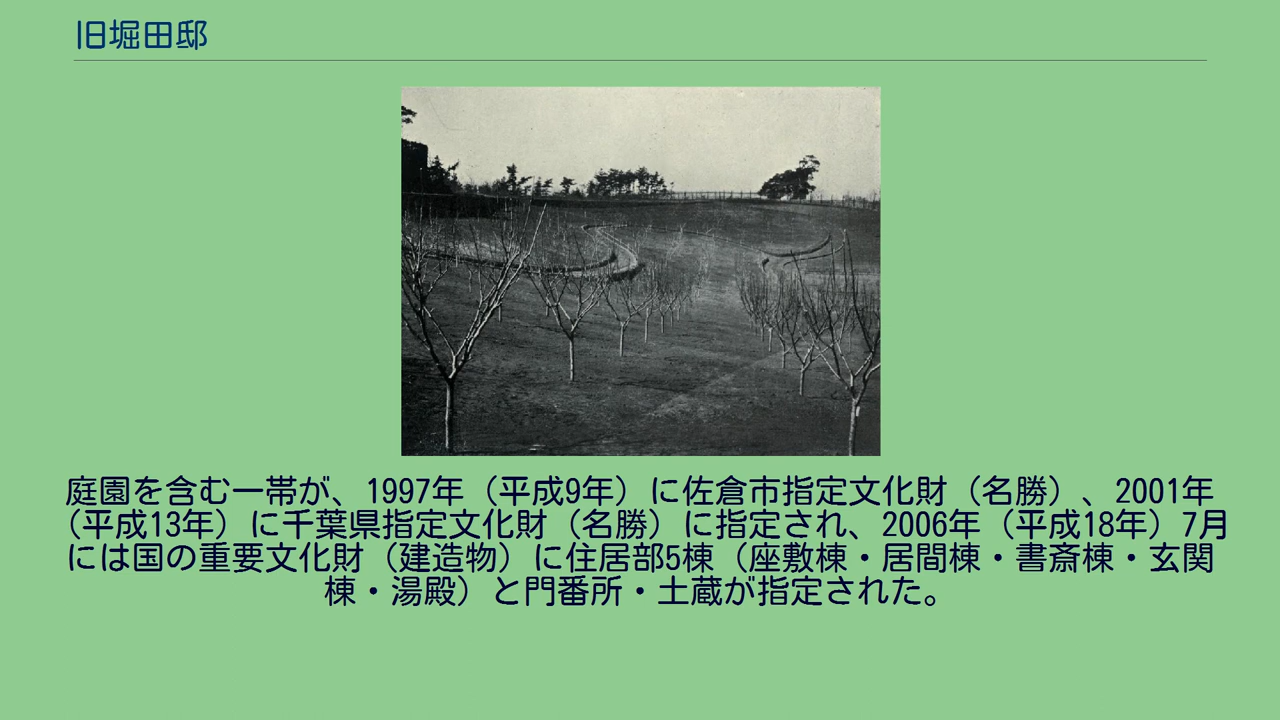 旧堀田邸
庭園を含む一帯が、1997年（平成9年）に佐倉市指定文化財（名勝）、2001年
（平成13年）に千葉県指定文化財（名勝）に指定され、2006年（平成18年）7月
には国の重要文化財（建造物）に住居部5棟（座敷棟・居間棟・書斎棟・玄関
棟・湯殿）と門番所・土蔵が指定された。